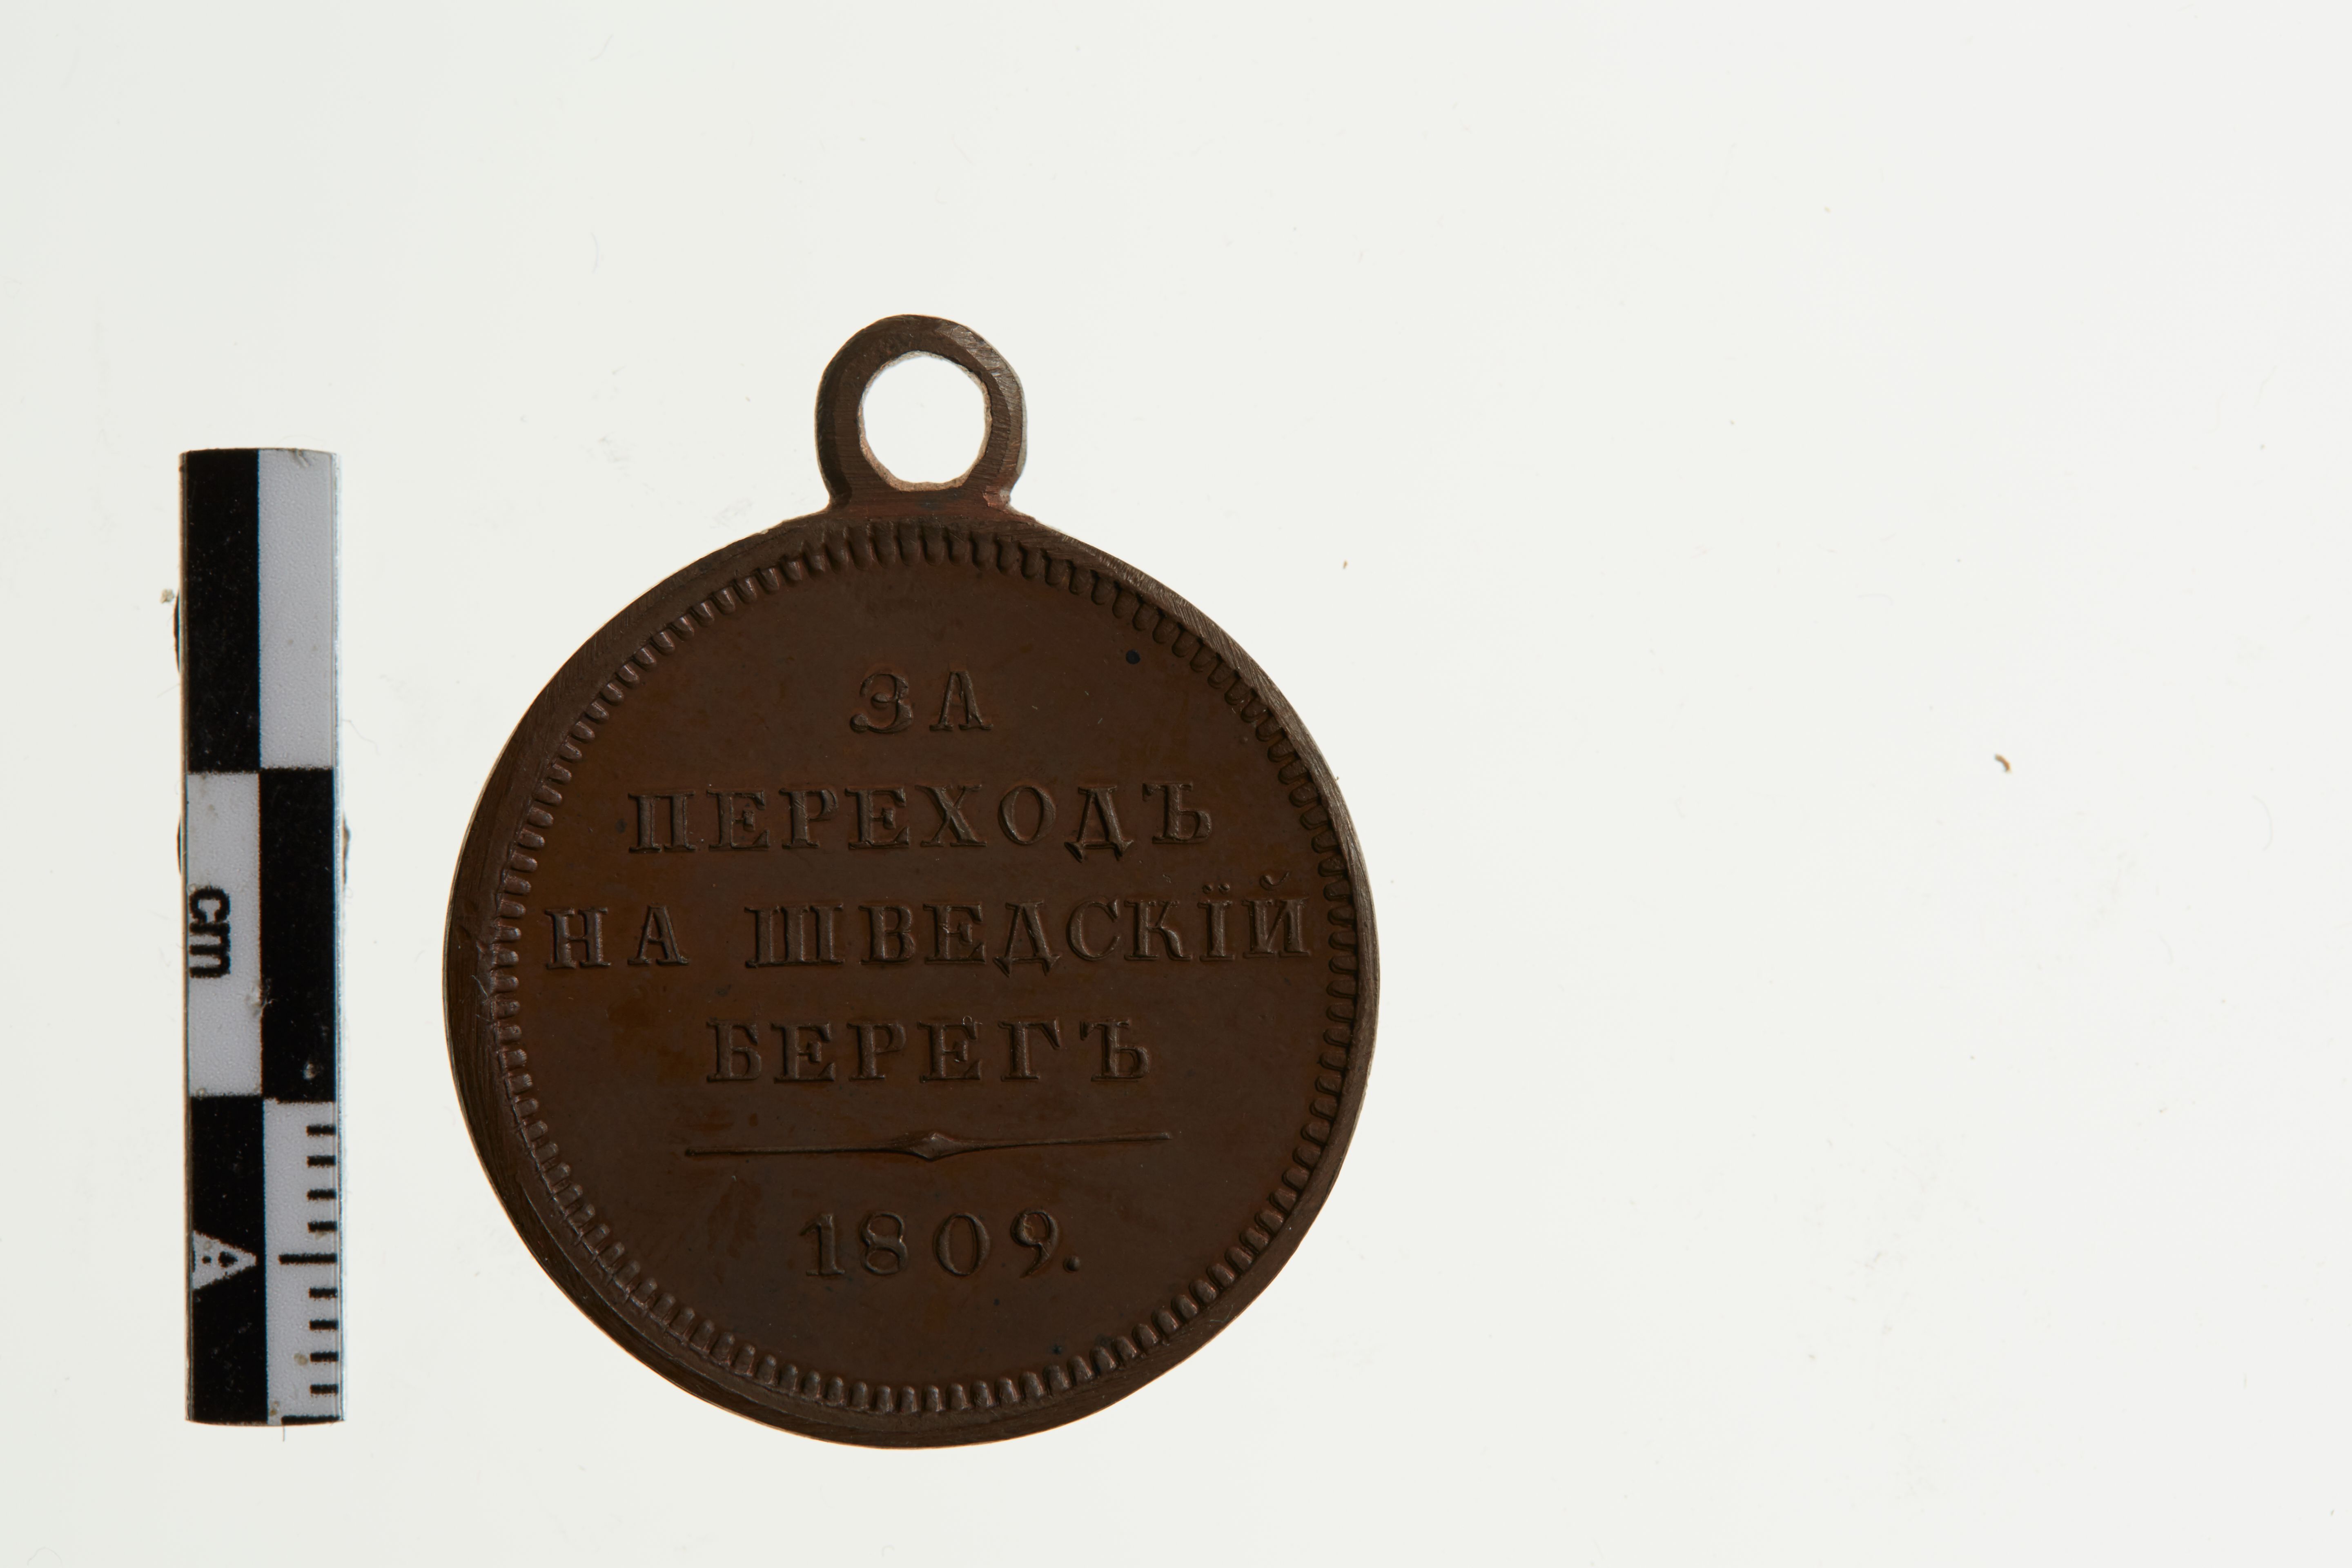 ЗА
ПЕРЕХОДЪ
НА ШВЕДСКІЙ
БЕРЕГЪ
1809.
cm
A